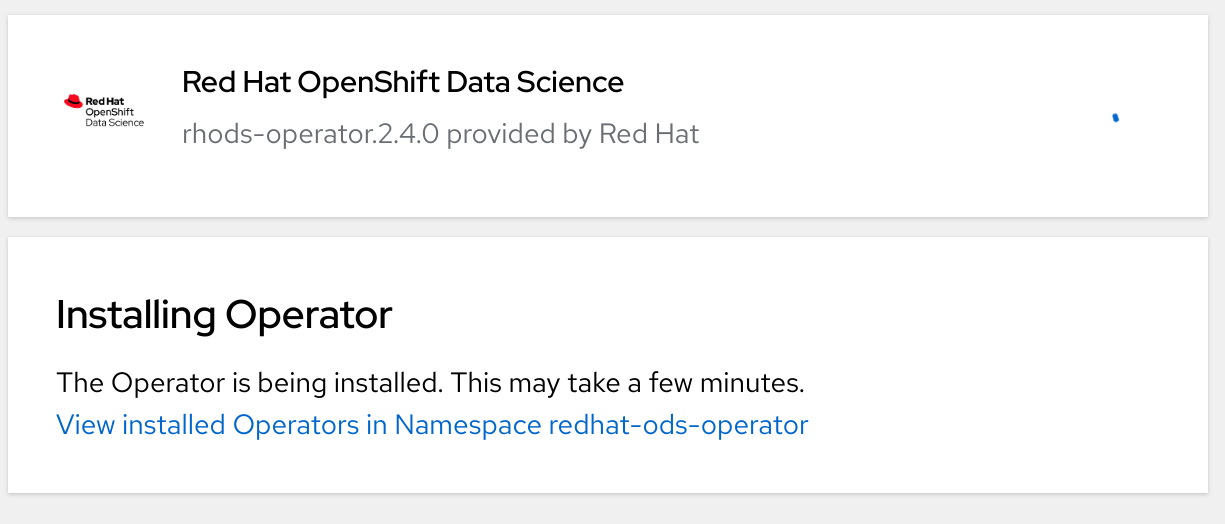 Red Hat OpenShift Data Science
Red Hat
OpenShift
Data Science
rhods-operator.2.4.0 provided by Red Hat
Installing Operator
The Operator is being installed. This may take a few minutes.
View installed Operators in Namespace redhat-ods-operator